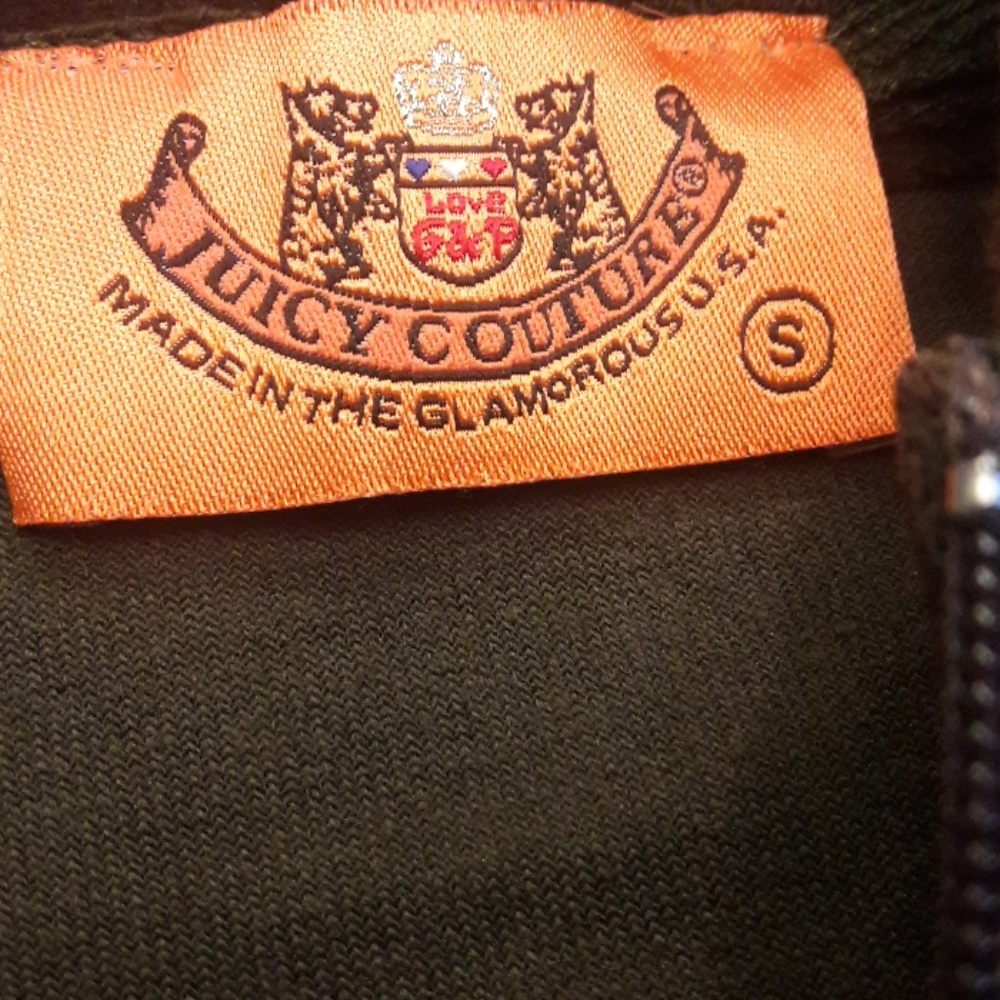 LOVE
G&P
JUICY COUTURE®
MADE IN THE GLAMOROUS U.S.A.
S